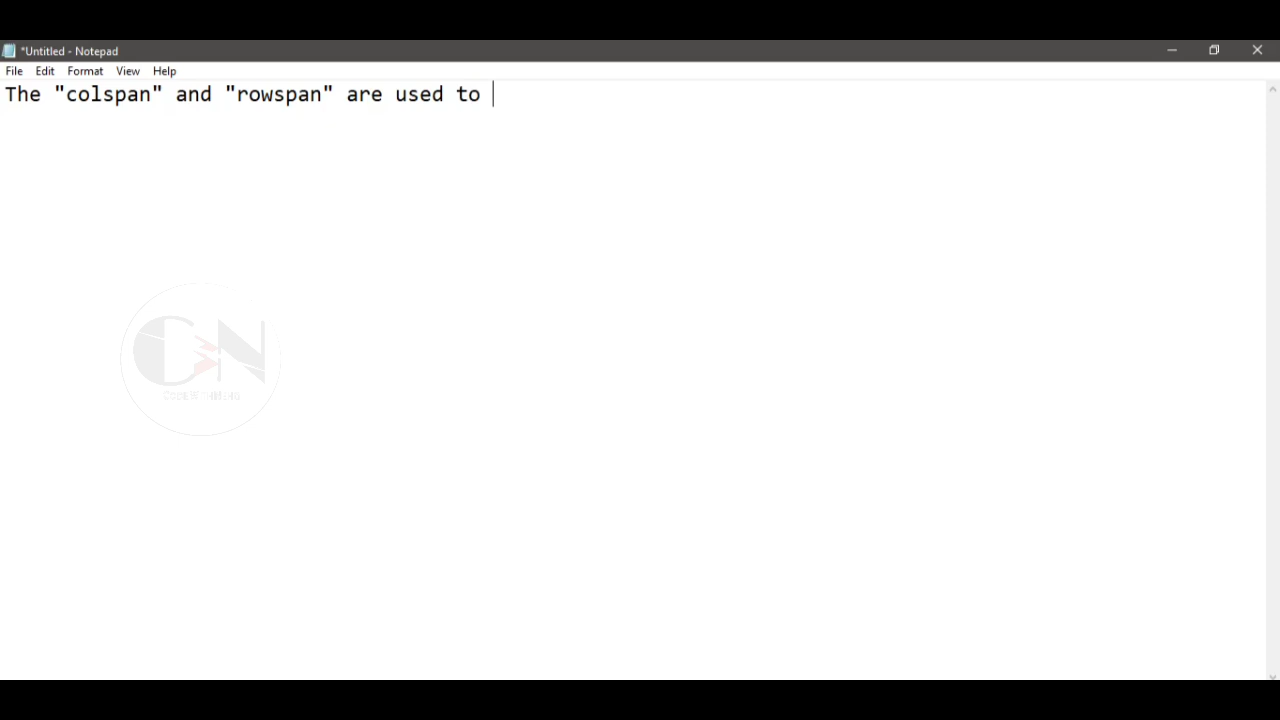 *Untitled - Notepad
File Edit Format View Help
The "colspan" and "rowspan" are used to